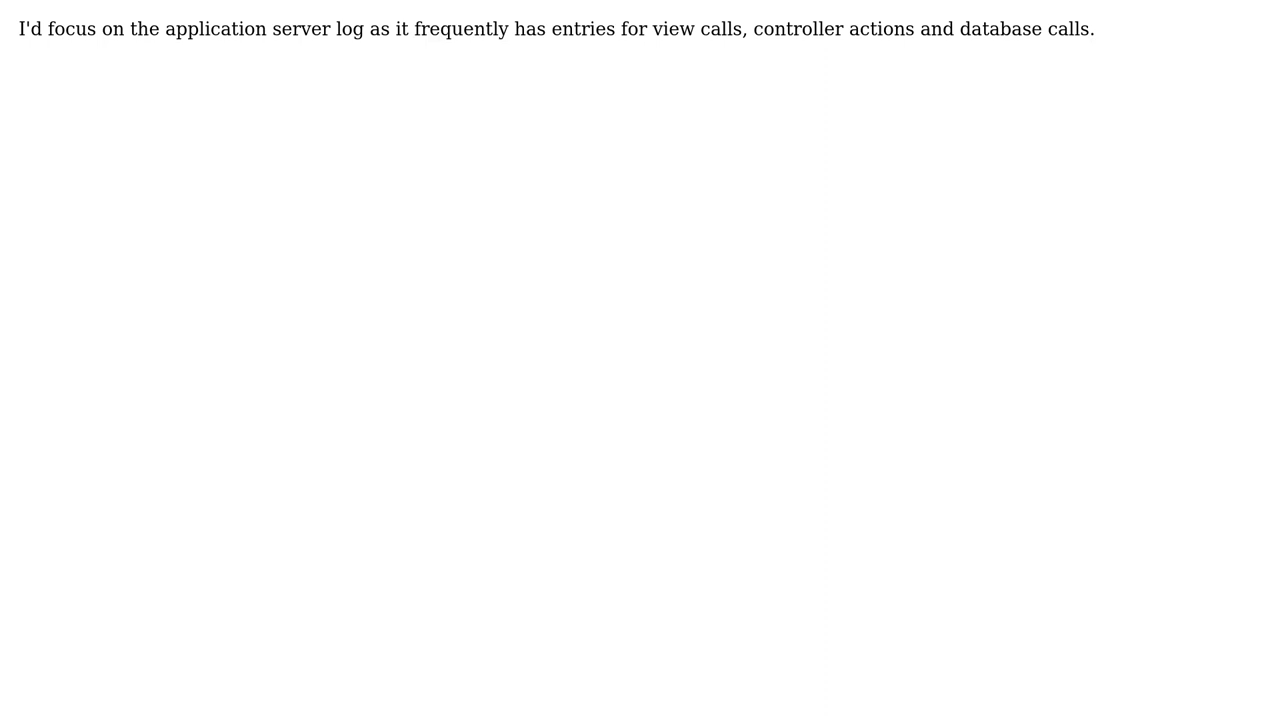 I'd focus on the application server log as it frequently has entries for view calls, controller actions and database calls.